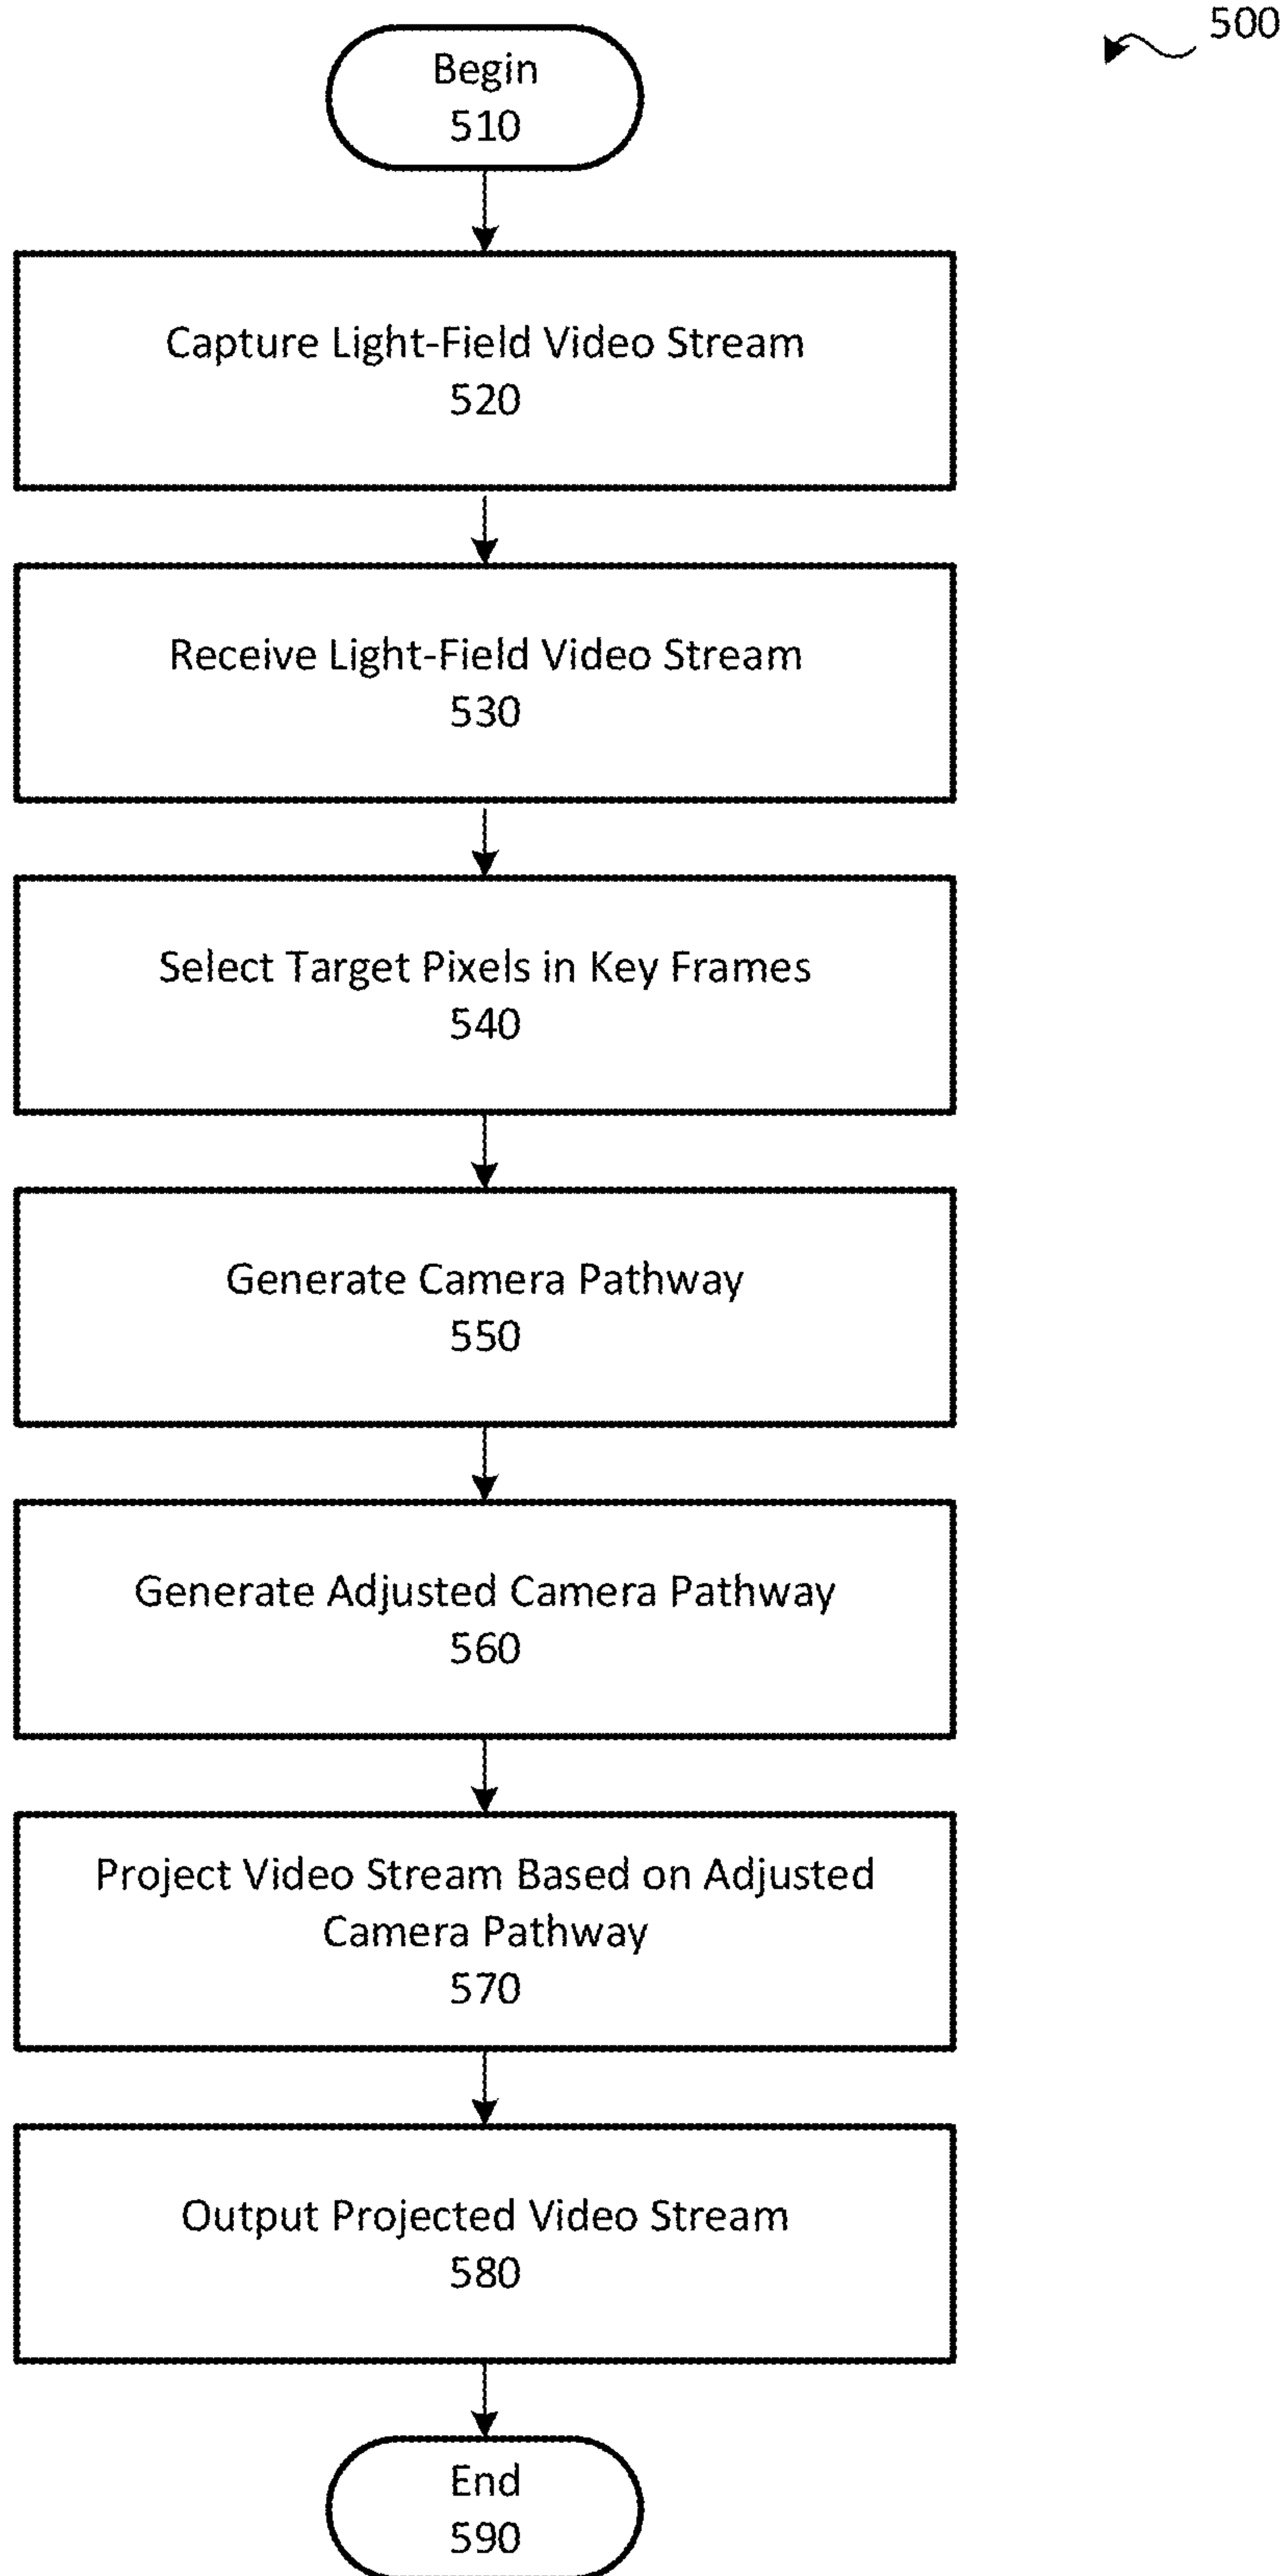 500
Begin
510
Capture Light-Field Video Stream
520
Receive Light-Field Video Stream
530
Select Target Pixels in Key Frames
540
Generate Camera Pathway
550
Generate Adjusted Camera Pathway
560
Project Video Stream Based on Adjusted
Camera Pathway
570
Output Projected Video Stream
580
End
590